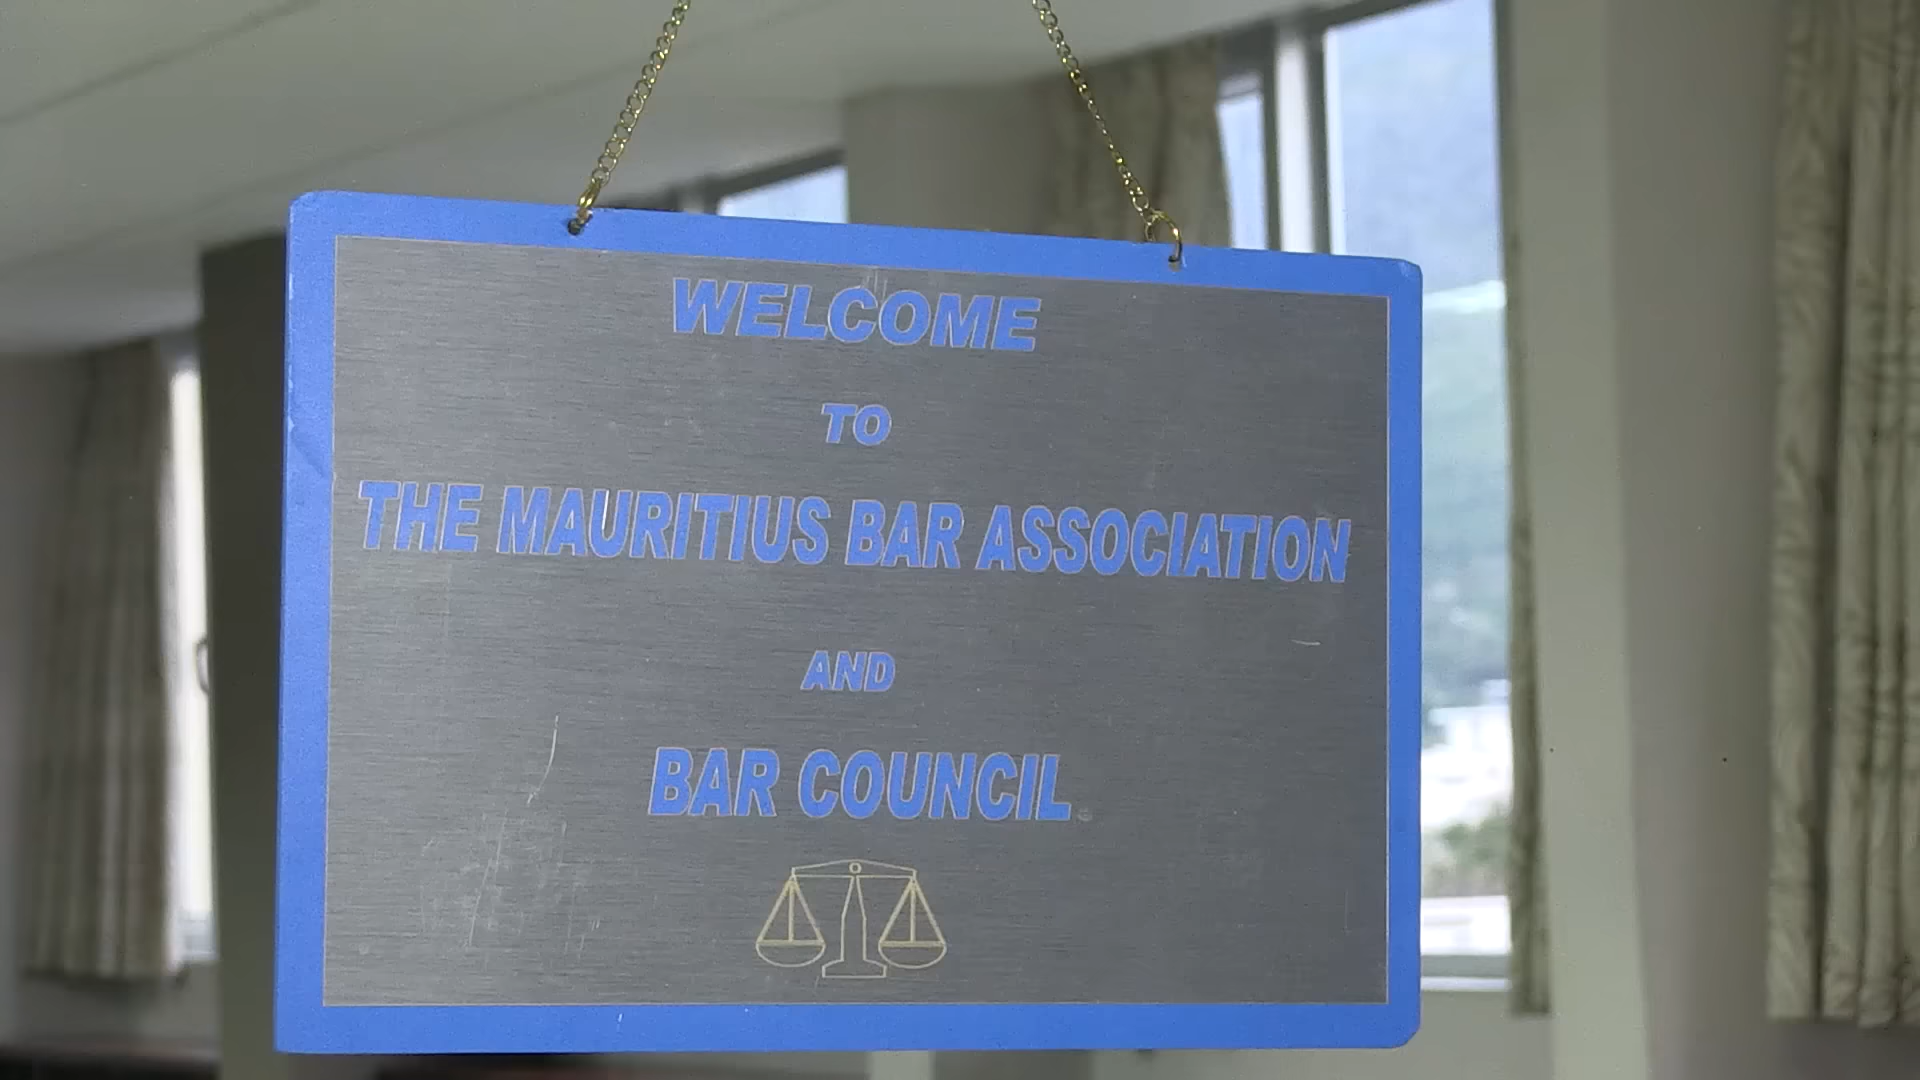 WELCOME
TO
THE MAURITIUS BAR ASSOCIATION
AND
BAR COUNCIL